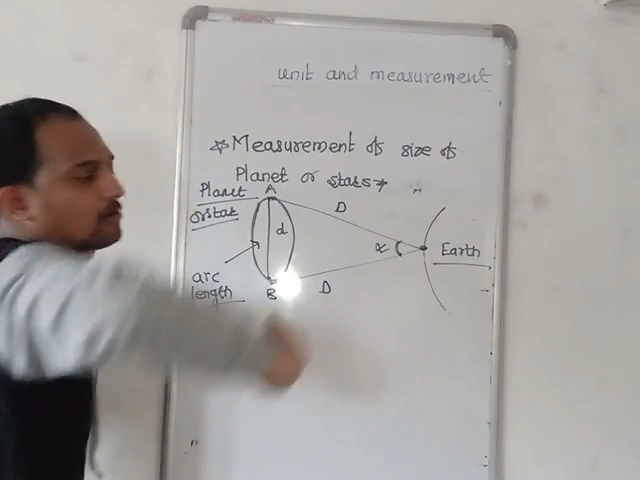 unit and measurement
☆ Measurement of size of
Planet or stars →
Planet
or star
A
D
d
α
Earth
arc
length
B
D